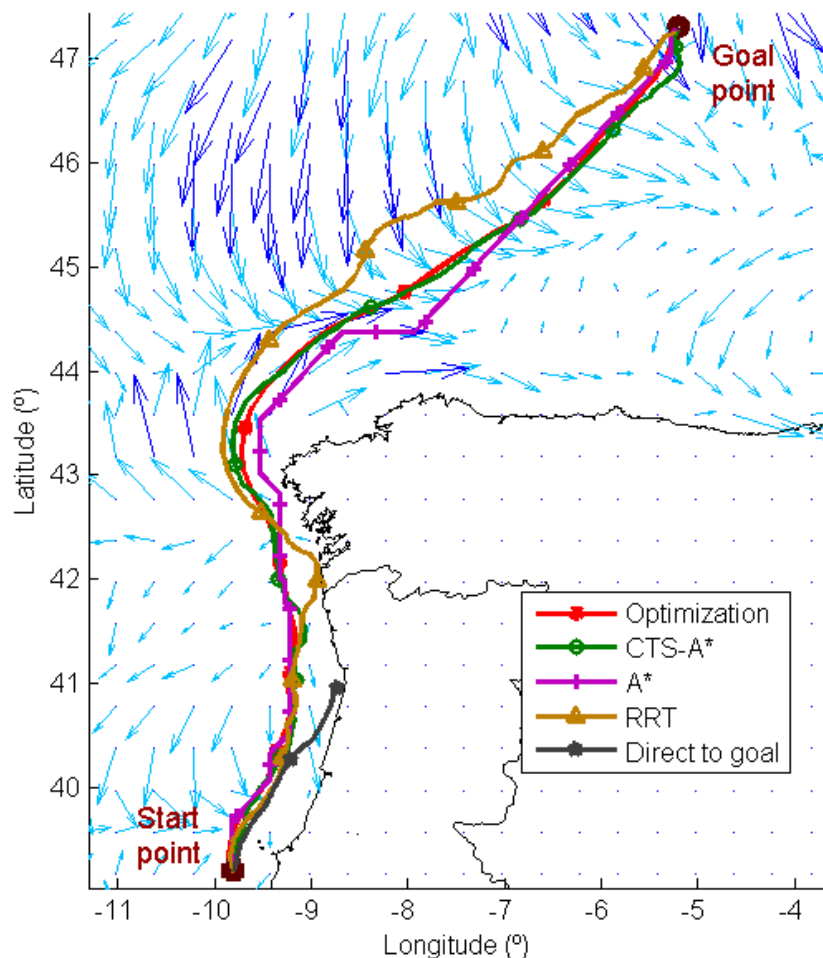 47
46
45
44
43
42
41
40
Latitude (º)
Goal
point
Start
point
Optimization
CTS-A*
A*
RRT
Direct to goal
-11
-10
-9
-8
-7
-6
-5
-4
Longitude (º)